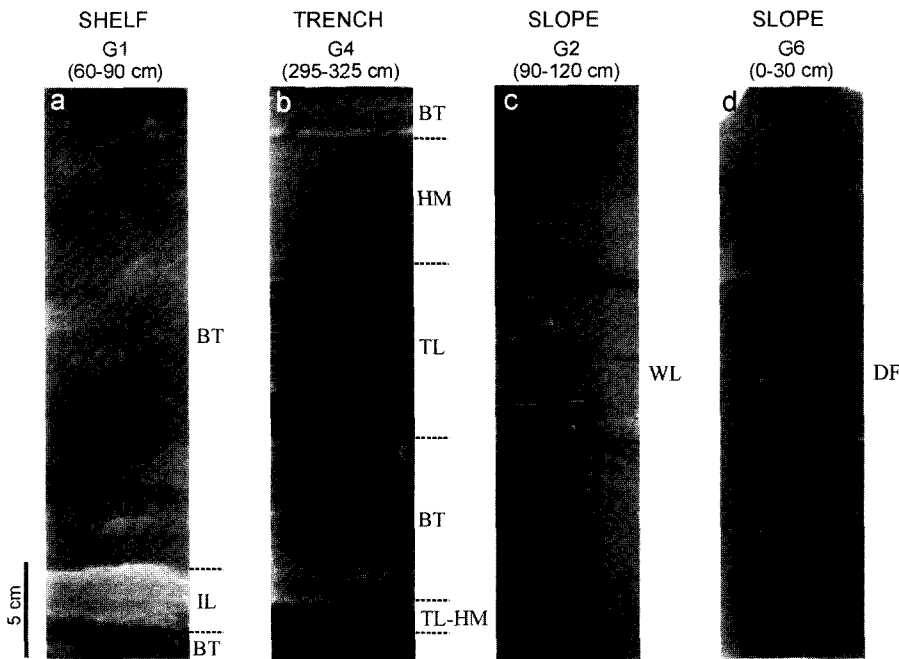 SHELF
G1
(60-90 cm)
TRENCH
G4
(295-325 cm)
SLOPE
G2
(90-120 cm)
SLOPE
G6
(0-30 cm)
a
b
c
d
BT
IL
BT
BT
HM
TL
BT
TL-HM
WL
DF
5 cm